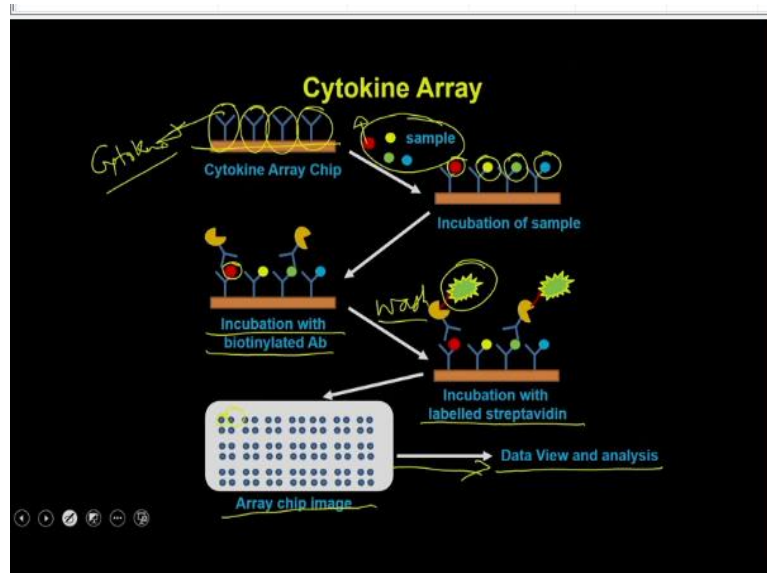 Cytokine Array
sample
Cytokine Array Chip
Incubation of sample
wash
Incubation with
biotinylated Ab
Incubation with
labelled streptavidin
Data View and analysis
Array chip image